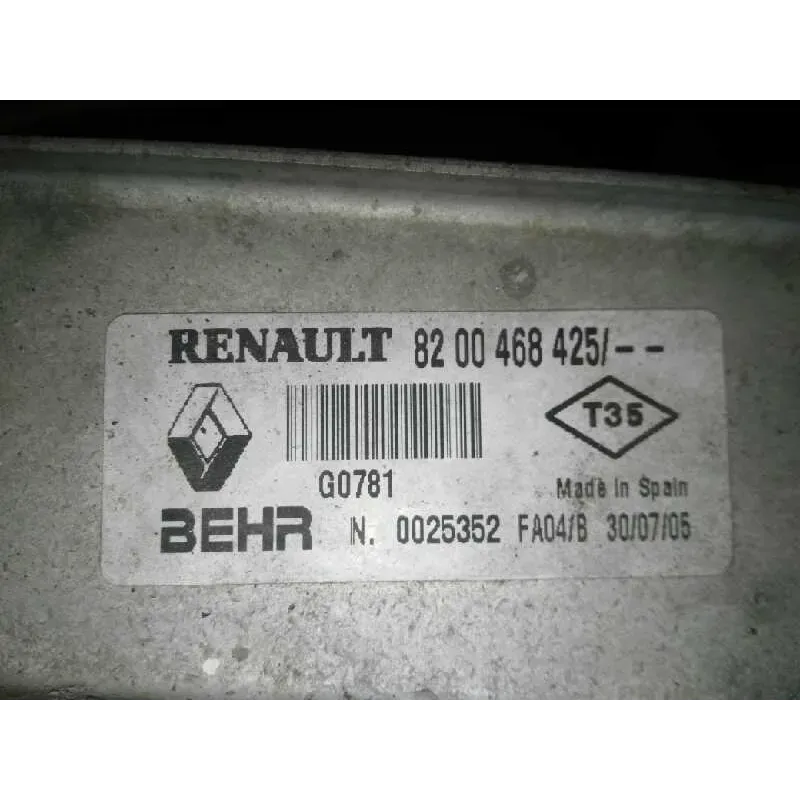 RENAULT 82 00 468 425/--
T35
G0781 Made in Spain
BEHR N. 0025352 FA04/B 30/07/05